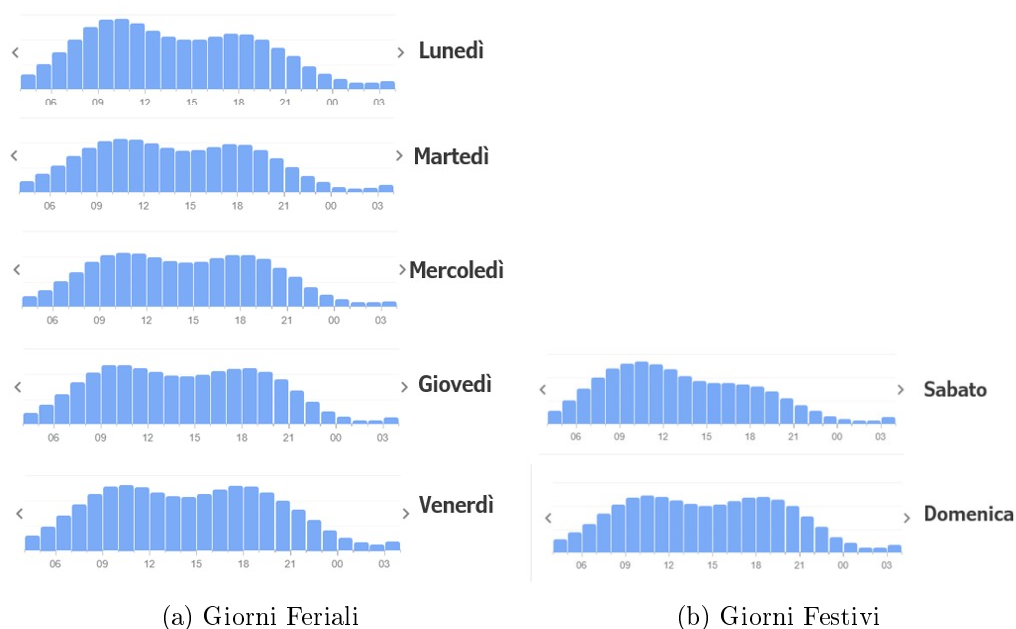 Lunedì
06 09 12 15 18 21 00 03
Martedì
06 09 12 15 18 21 00 03
Mercoledì
06 09 12 15 18 21 00 03
Giovedì
06 09 12 15 18 21 00 03
Venerdì
06 09 12 15 18 21 00 03
(a) Giorni Feriali
Sabato
06 09 12 15 18 21 00 03
Domenica
06 09 12 15 18 21 00 03
(b) Giorni Festivi